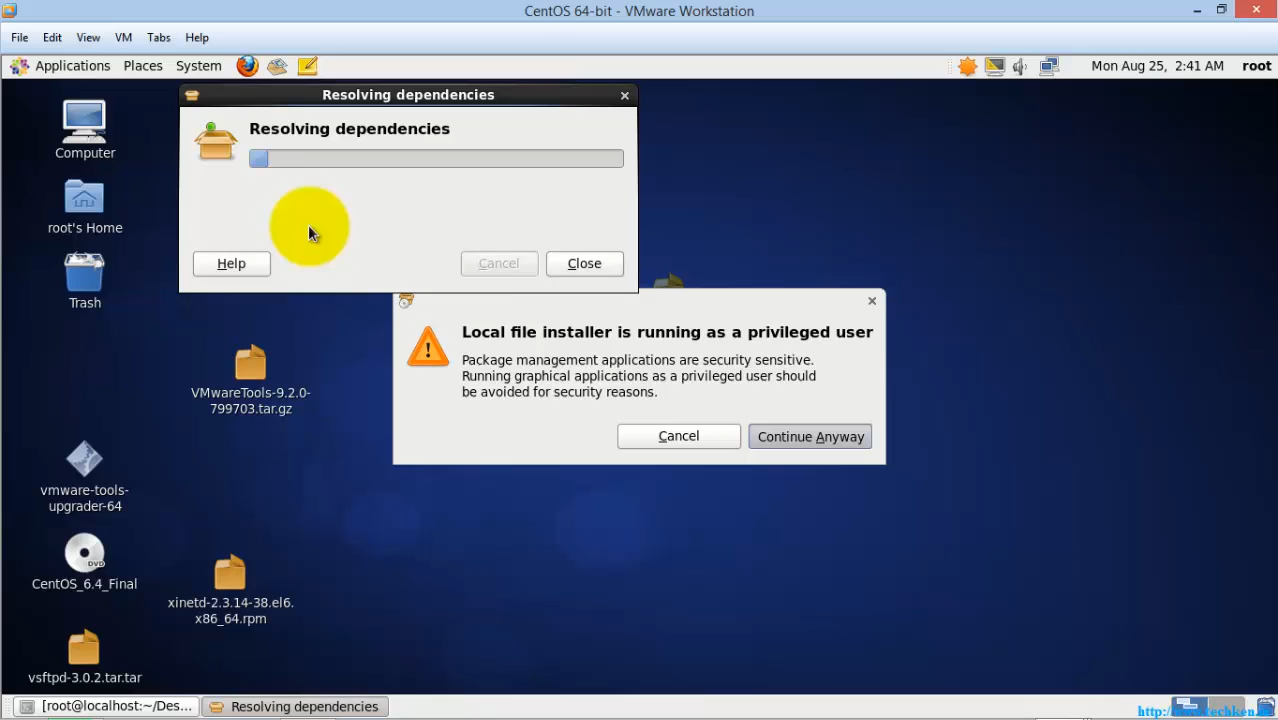 CentOS 64-bit - VMware Workstation
File Edit View VM Tabs Help
Applications Places System
Mon Aug 25, 2:41 AM root
Resolving dependencies
Resolving dependencies
Help
Cancel
Close
Local file installer is running as a privileged user
Package management applications are security sensitive.
Running graphical applications as a privileged user should
be avoided for security reasons.
Cancel
Continue Anyway
Computer
root's Home
Trash
VMwareTools-9.2.0-
799703.tar.gz
vmware-tools-
upgrader-64
DVD
CentOS_6.4_Final
xinetd-2.3.14-38.el6.
x86_64.rpm
vsftpd-3.0.2.tar.tar
[root@localhost:~/Des...
Resolving dependencies